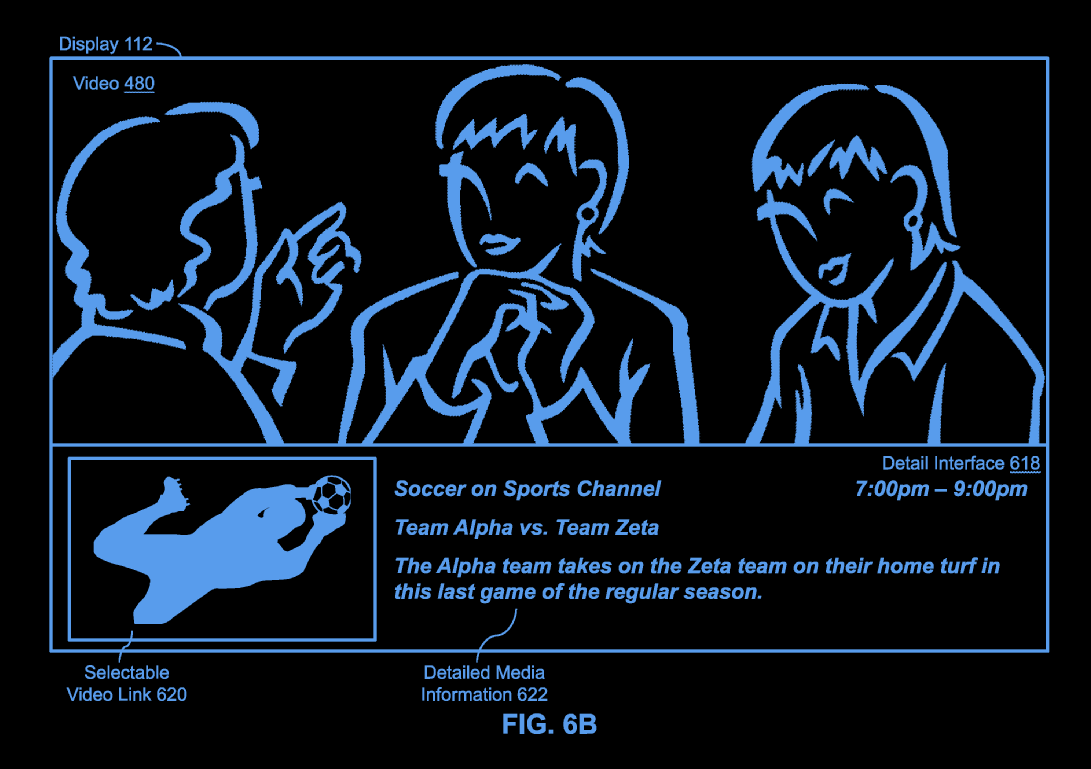 Display 112
Video 480
Detail Interface 618
Soccer on Sports Channel
7:00pm – 9:00pm
Team Alpha vs. Team Zeta
The Alpha team takes on the Zeta team on their home turf in
this last game of the regular season.
Selectable
Video Link 620
Detailed Media
Information 622
FIG. 6B